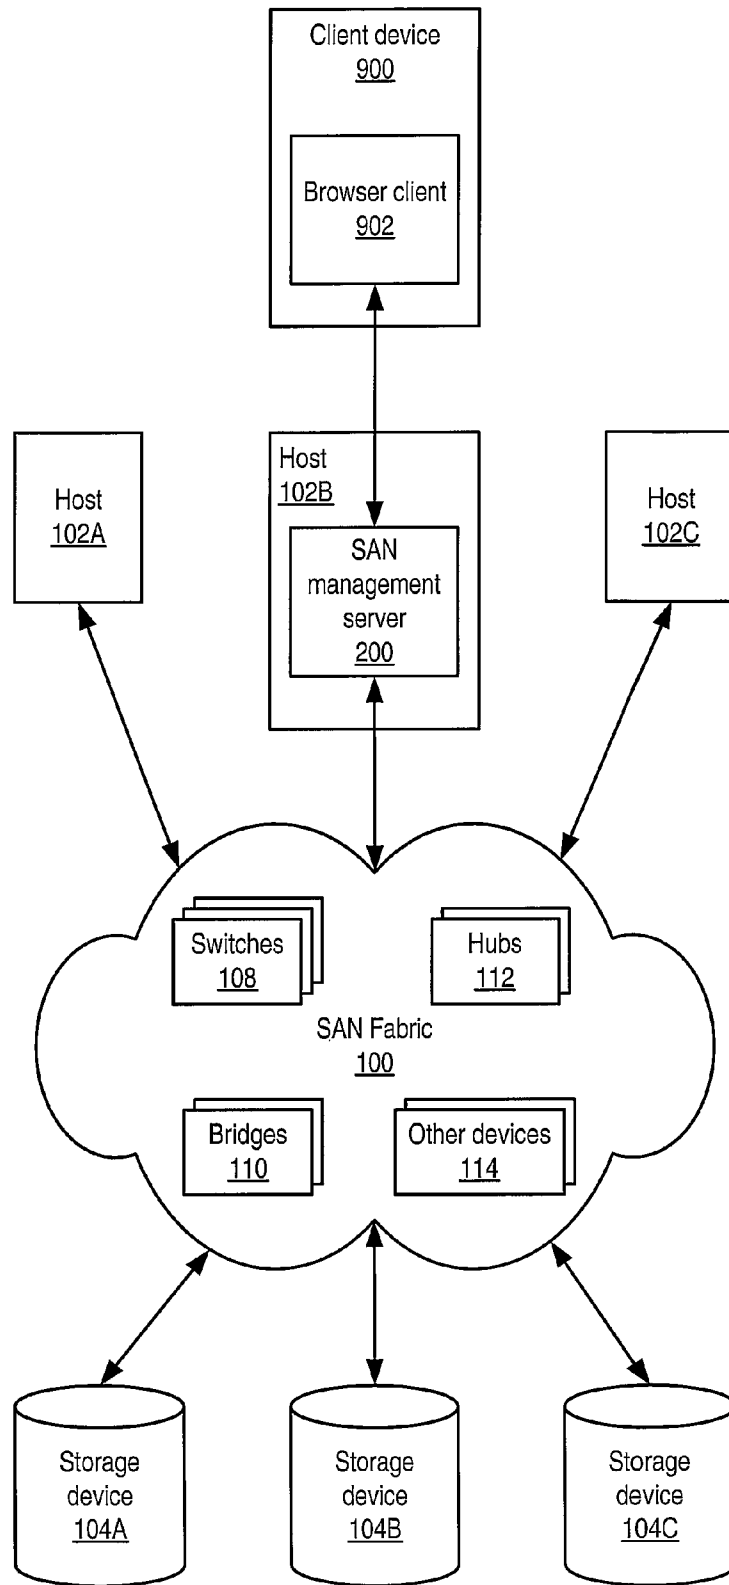 Client device
900
Browser client
902
Host
102A
Host
102B
SAN
management
server
200
Host
102C
Switches
108
Hubs
112
SAN Fabric
100
Bridges
110
Other devices
114
Storage
device
104A
Storage
device
104B
Storage
device
104C